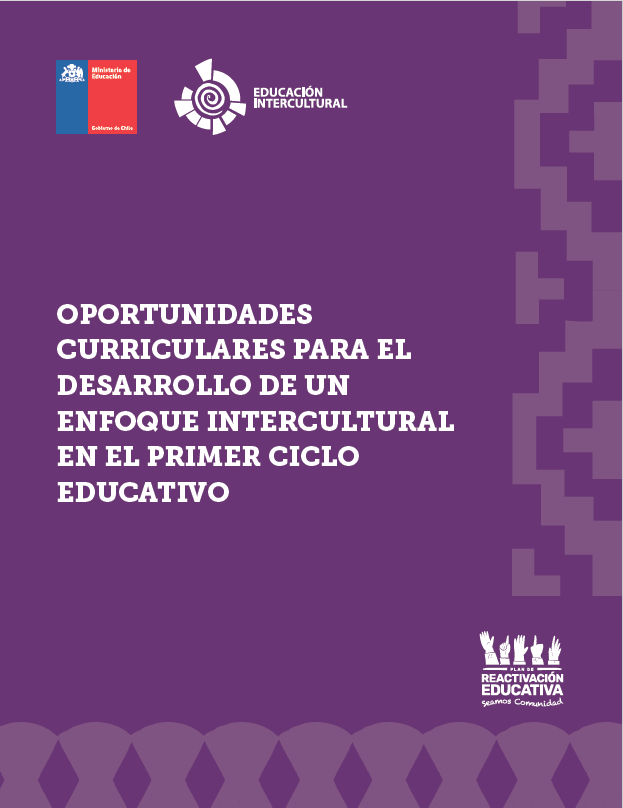 Ministerio de
Educación
Gobierno de Chile
EDUCACIÓN
INTERCULTURAL
OPORTUNIDADES
CURRICULARES PARA EL
DESARROLLO DE UN
ENFOQUE INTERCULTURAL
EN EL PRIMER CICLO
EDUCATIVO
PLAN DE
REACTIVACIÓN
EDUCATIVA
Seamos Comunidad